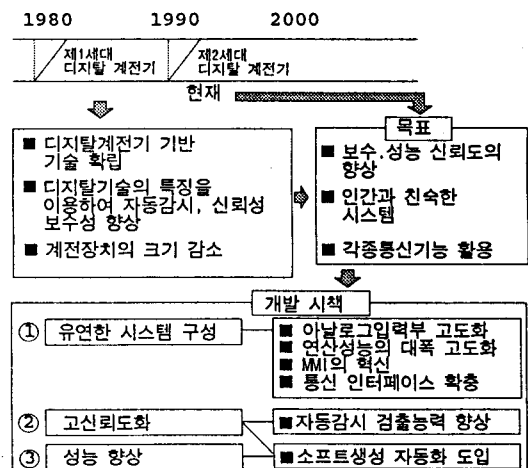 1980 1990 2000
제1세대
디지탈 계전기
제2세대
디지탈 계전기
현재
■ 디지탈계전기 기반
기술 확립
■ 디지탈기술의 특징을
이용하여 자동감시, 신뢰성
보수성 향상
■ 계전장치의 크기 감소
목표
■ 보수.성능 신뢰도의
향상
■ 인간과 친숙한
시스템
■ 각종통신기능 활용
개발 시책
① 유연한 시스템 구성
■ 아날로그입력부 고도화
■ 연산성능의 대폭 고도화
■ MMI의 혁신
■ 통신 인터페이스 확충
② 고신뢰도화
■자동감시 검출능력 향상
③ 성능 향상
■소프트생성 자동화 도입